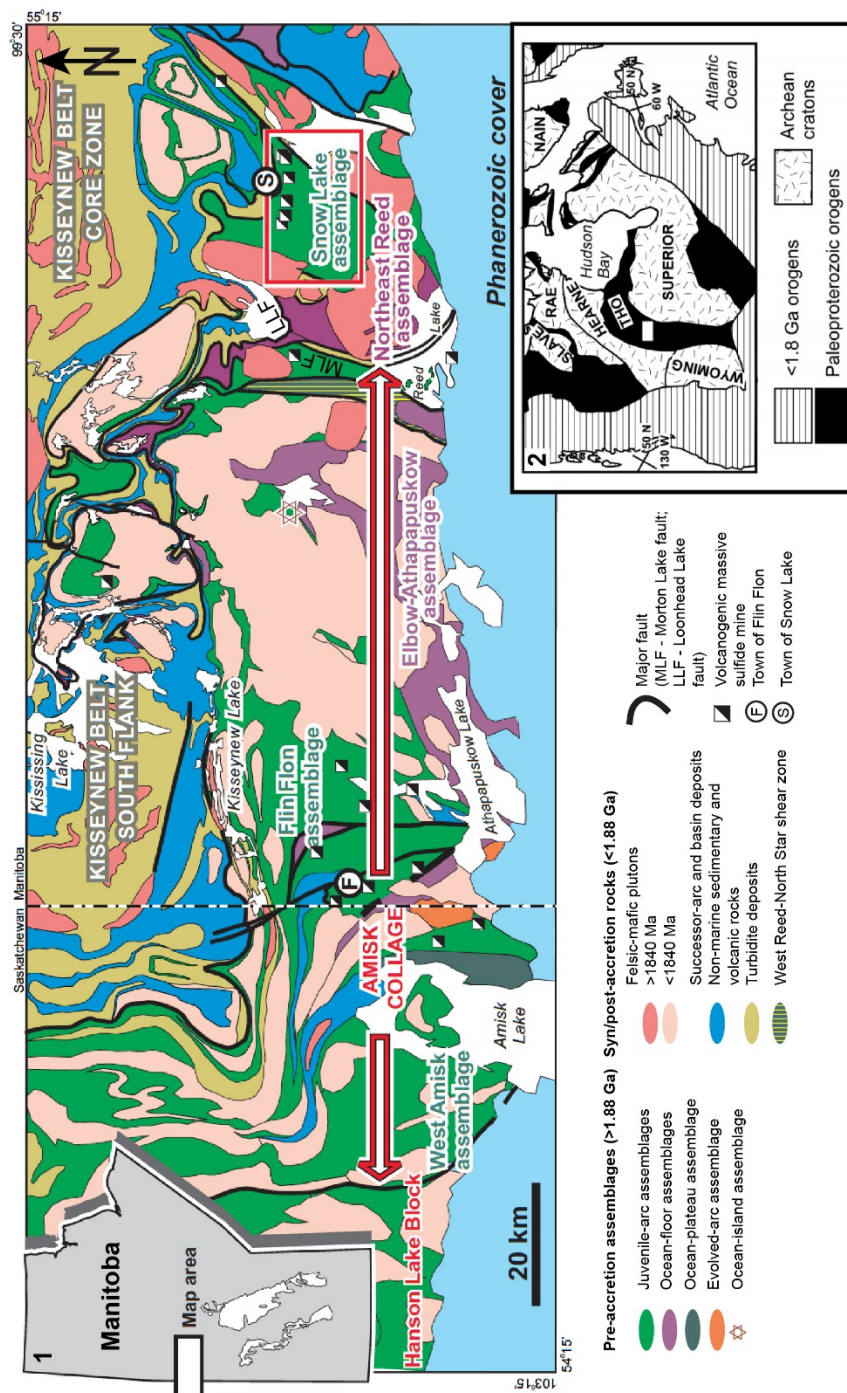 1
Manitoba
Map area
Saskatchewan
Manitoba
99°30'
55°15'
N
KISSEYNEW BELT
SOUTH FLANK
Kississing
Lake
KISSEYNEW BELT
CORE ZONE
Kisseynew Lake
Flin Flon
assemblage
F
S
Snow Lake
assemblage
LLF
MLF
Northeast Reed
assemblage
Reed
Lake
Elbow-Athapapuskow
assemblage
AMISK
COLLAGE
Hanson Lake Block
West Amisk
assemblage
Amisk
Lake
Athapapuskow Lake
Phanerozoic cover
20 km
54°15'
103°15'
Pre-accretion assemblages (>1.88 Ga)
Juvenile-arc assemblages
Ocean-floor assemblages
Ocean-plateau assemblage
Evolved-arc assemblage
Ocean-island assemblage
Syn/post-accretion rocks (<1.88 Ga)
Felsic-mafic plutons
>1840 Ma
<1840 Ma
Successor-arc and basin deposits
Non-marine sedimentary and
volcanic rocks
Turbidite deposits
West Reed-North Star shear zone
Major fault
(MLF - Morton Lake fault;
LLF - Loonhead Lake
fault)
Volcanogenic massive
sulfide mine
F Town of Flin Flon
S Town of Snow Lake
2
SLAVE
RAE
HEARNE
THO
NAIN
Hudson
Bay
SUPERIOR
WYOMING
Atlantic
Ocean
50 N
60 W
50 N
130 W
<1.8 Ga orogens
Paleoproterozoic orogens
Archean
cratons